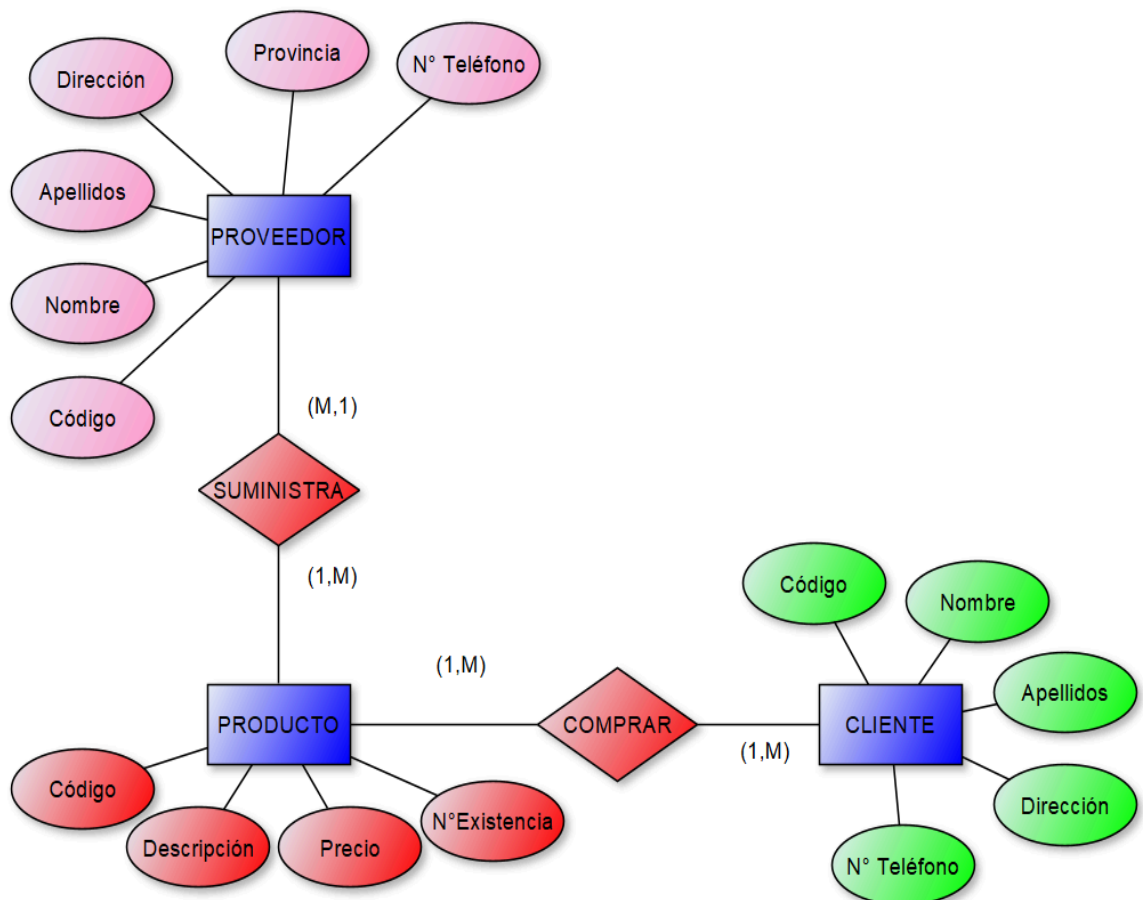 Provincia
N° Teléfono
Dirección
Apellidos
PROVEEDOR
Nombre
Código
(M,1)
SUMINISTRA
(1,M)
Código
Nombre
(1,M)
Apellidos
PRODUCTO
COMPRAR
CLIENTE
(1,M)
Código
Dirección
N°Existencia
Descripción
Precio
N° Teléfono